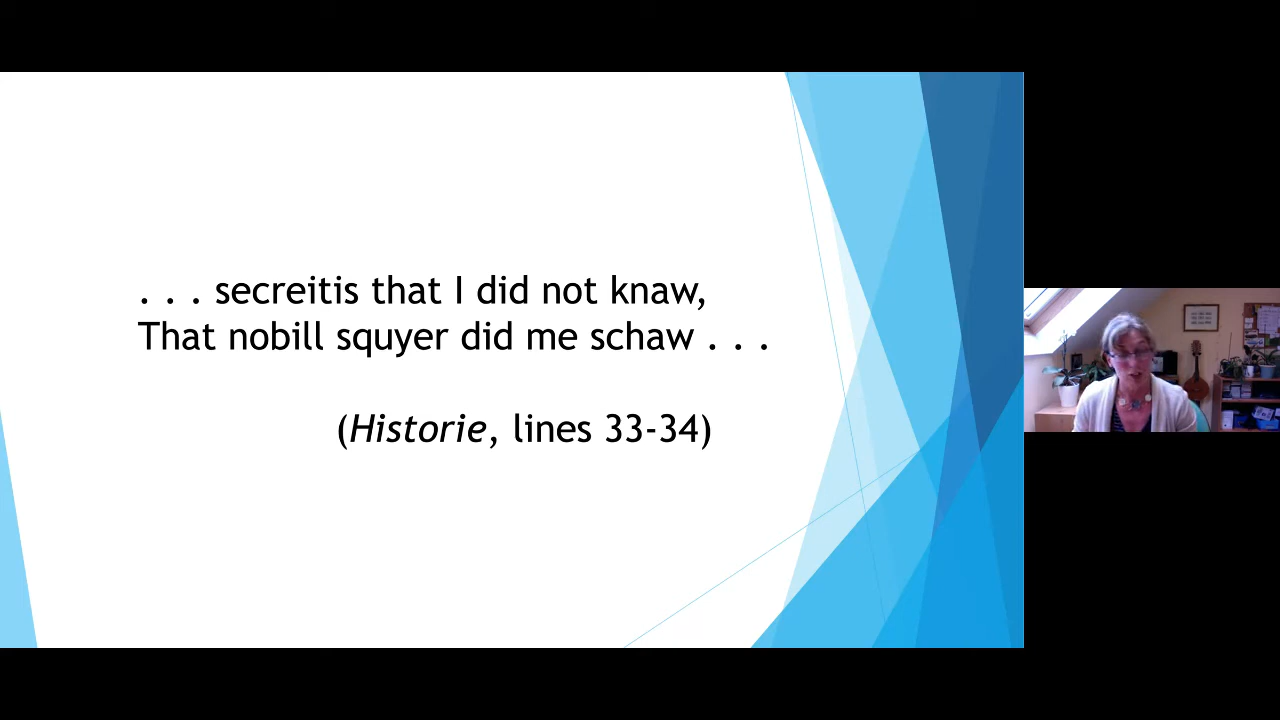 . . . secreitis that I did not knaw,
That nobill squyer did me schaw . . .
(Historie, lines 33-34)